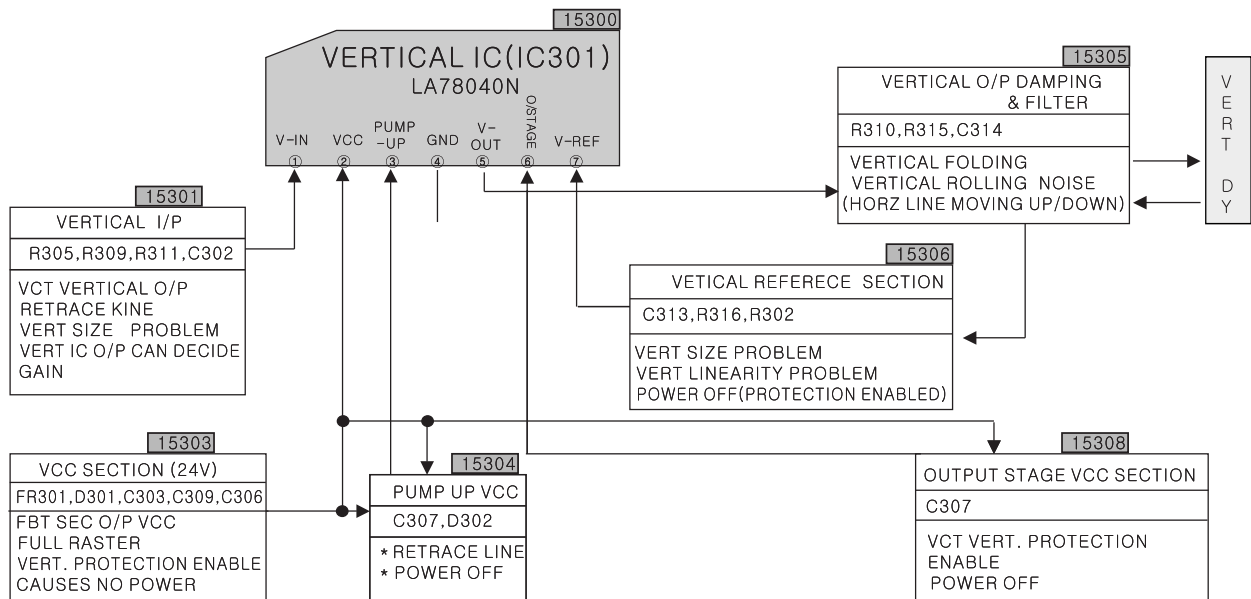 15300
VERTICAL IC(IC301)
LA78040N
V-IN
VCC
PUMP
-UP
GND
V-
OUT
O/STAGE
V-REF
①
②
③
④
⑤
⑥
⑦
15305
VERTICAL O/P DAMPING
& FILTER
R310,R315,C314
VERTICAL FOLDING
VERTICAL ROLLING NOISE
(HORZ LINE MOVING UP/DOWN)
V
E
R
T
D
Y
15301
VERTICAL I/P
R305,R309,R311,C302
VCT VERTICAL O/P
RETRACE KINE
VERT SIZE PROBLEM
VERT IC O/P CAN DECIDE
GAIN
15306
VETICAL REFERECE SECTION
C313,R316,R302
VERT SIZE PROBLEM
VERT LINEARITY PROBLEM
POWER OFF(PROTECTION ENABLED)
15303
VCC SECTION (24V)
FR301,D301,C303,C309,C306
FBT SEC O/P VCC
FULL RASTER
VERT. PROTECTION ENABLE
CAUSES NO POWER
15304
PUMP UP VCC
C307,D302
* RETRACE LINE
* POWER OFF
15308
OUTPUT STAGE VCC SECTION
C307
VCT VERT. PROTECTION
ENABLE
POWER OFF